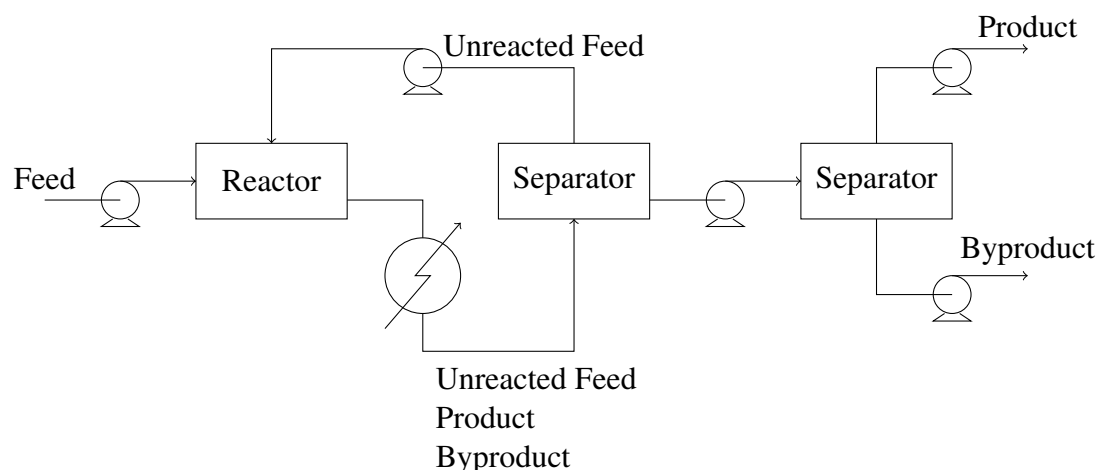 Unreacted Feed
Product
Feed
Reactor
Separator
Separator
Byproduct
Unreacted Feed
Product
Byproduct